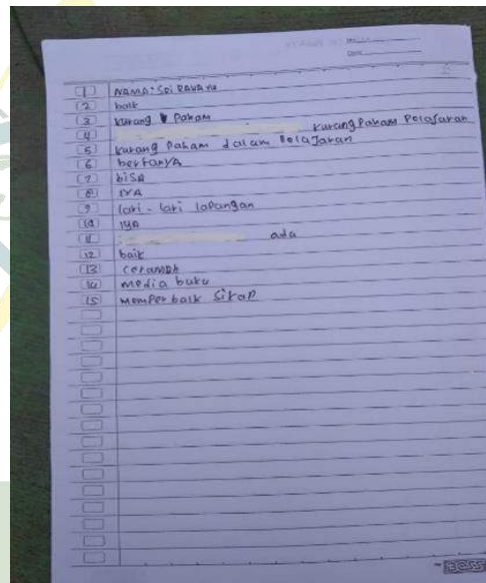 1 NAMA: Sri RAHAYU
2 baik
3 kurang Paham
4 kurang Paham Pelajaran
5 kurang Paham dalam Pelajaran
6 bertanyA
7 biSA
8 IYA
9 lari - lari lapangan
10 IYA
11 ada
12 baik
13 ceramah
14 media buku
15 memperbaik Sikap